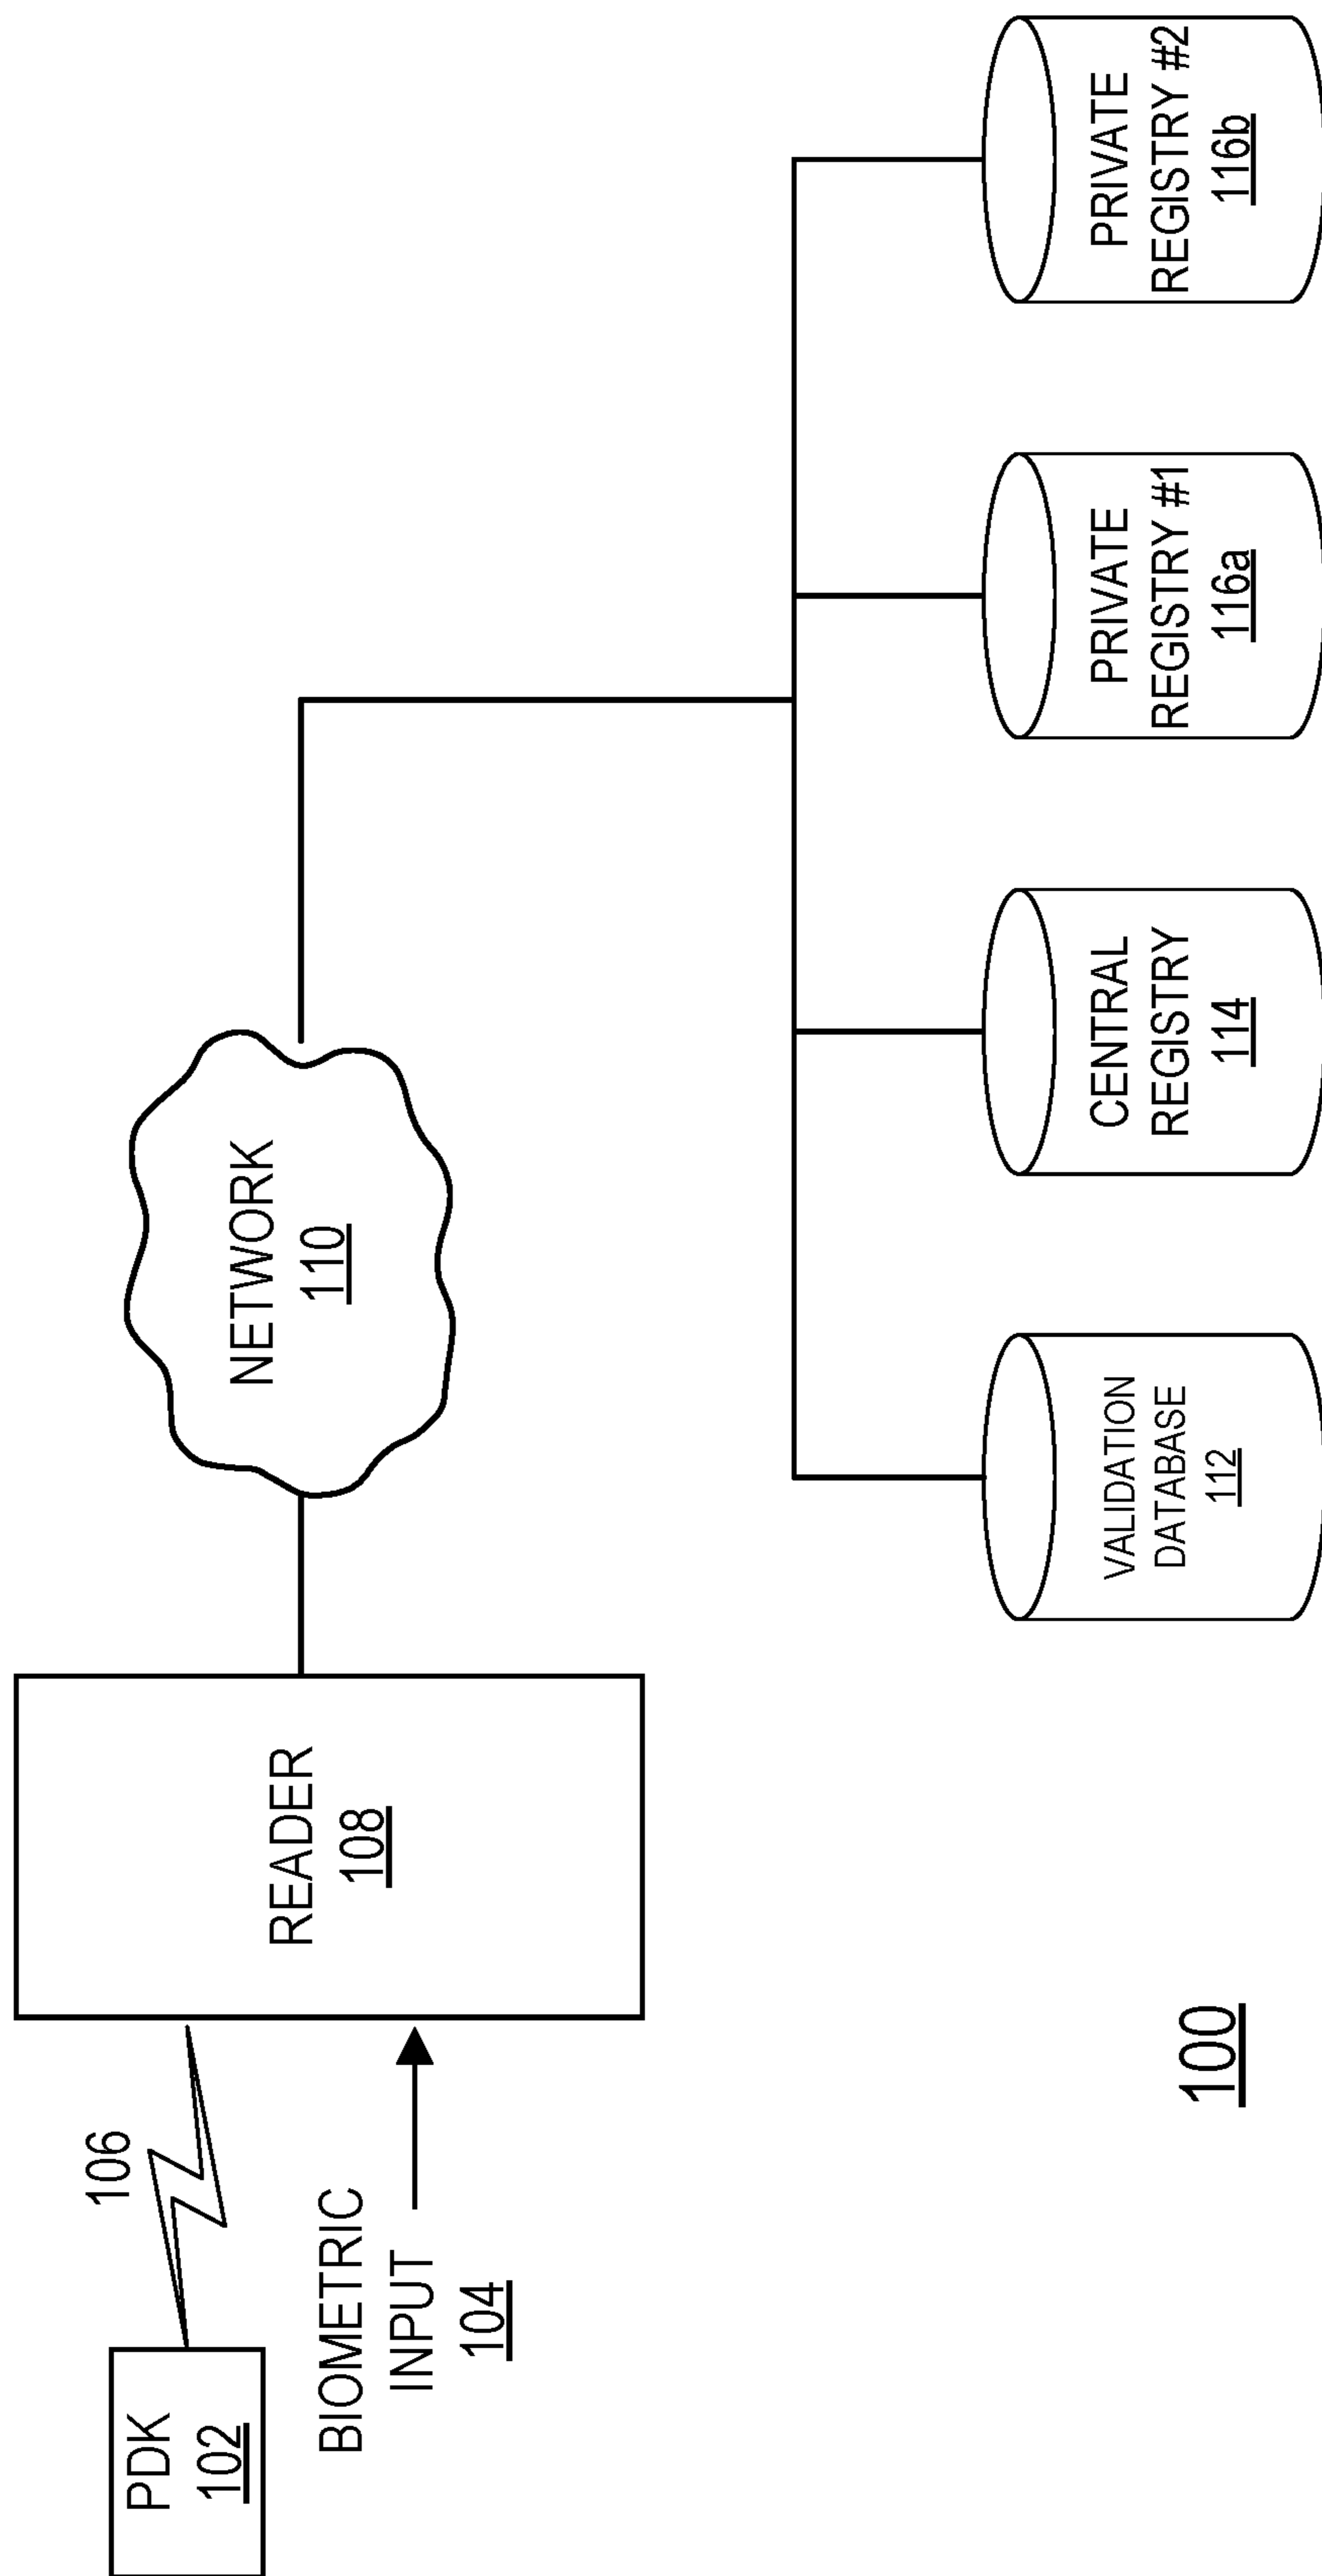 PDK
102
106
BIOMETRIC
INPUT
104
READER
108
NETWORK
110
VALIDATION
DATABASE
112
CENTRAL
REGISTRY
114
PRIVATE
REGISTRY #1
116a
PRIVATE
REGISTRY #2
116b
100